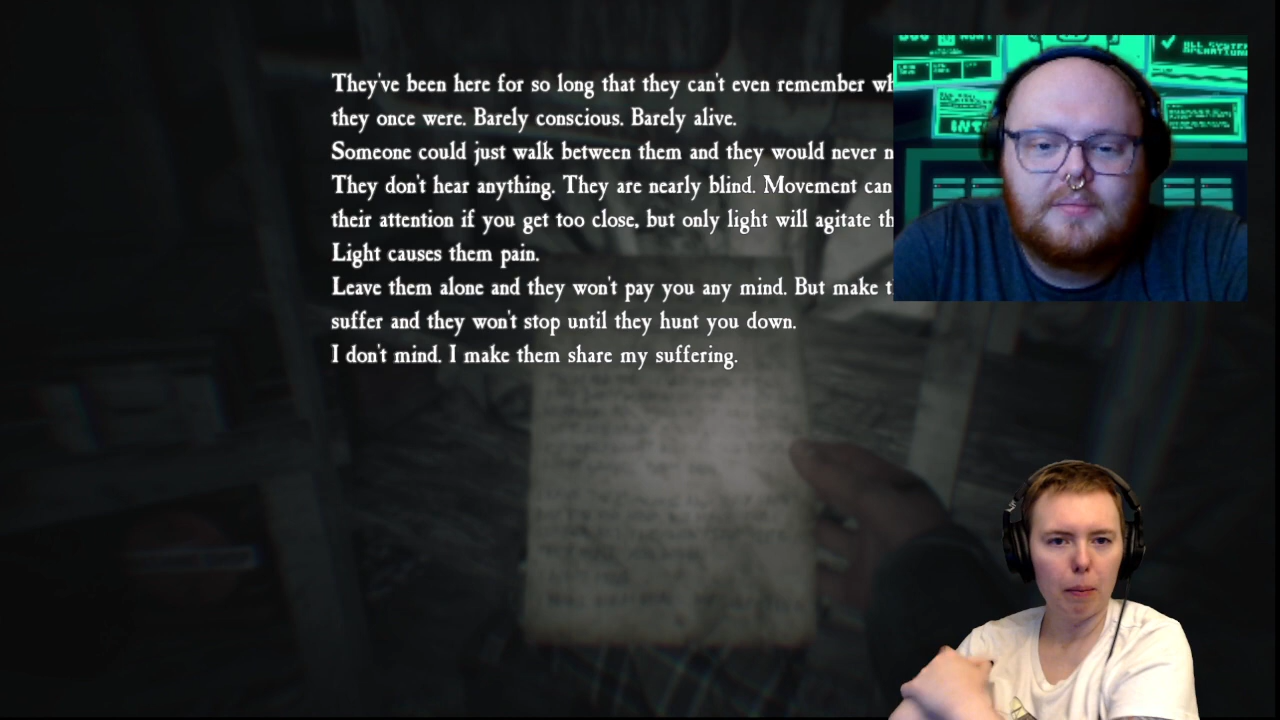 They've been here for so long that they can't even remember
they once were. Barely conscious. Barely alive.
Someone could just walk between them and they would never
They don't hear anything. They are nearly blind. Movement can
their attention if you get too close, but only light will agitate
Light causes them pain.
Leave them alone and they won't pay you any mind. But make
suffer and they won't stop until they hunt you down.
I don't mind. I make them share my suffering.